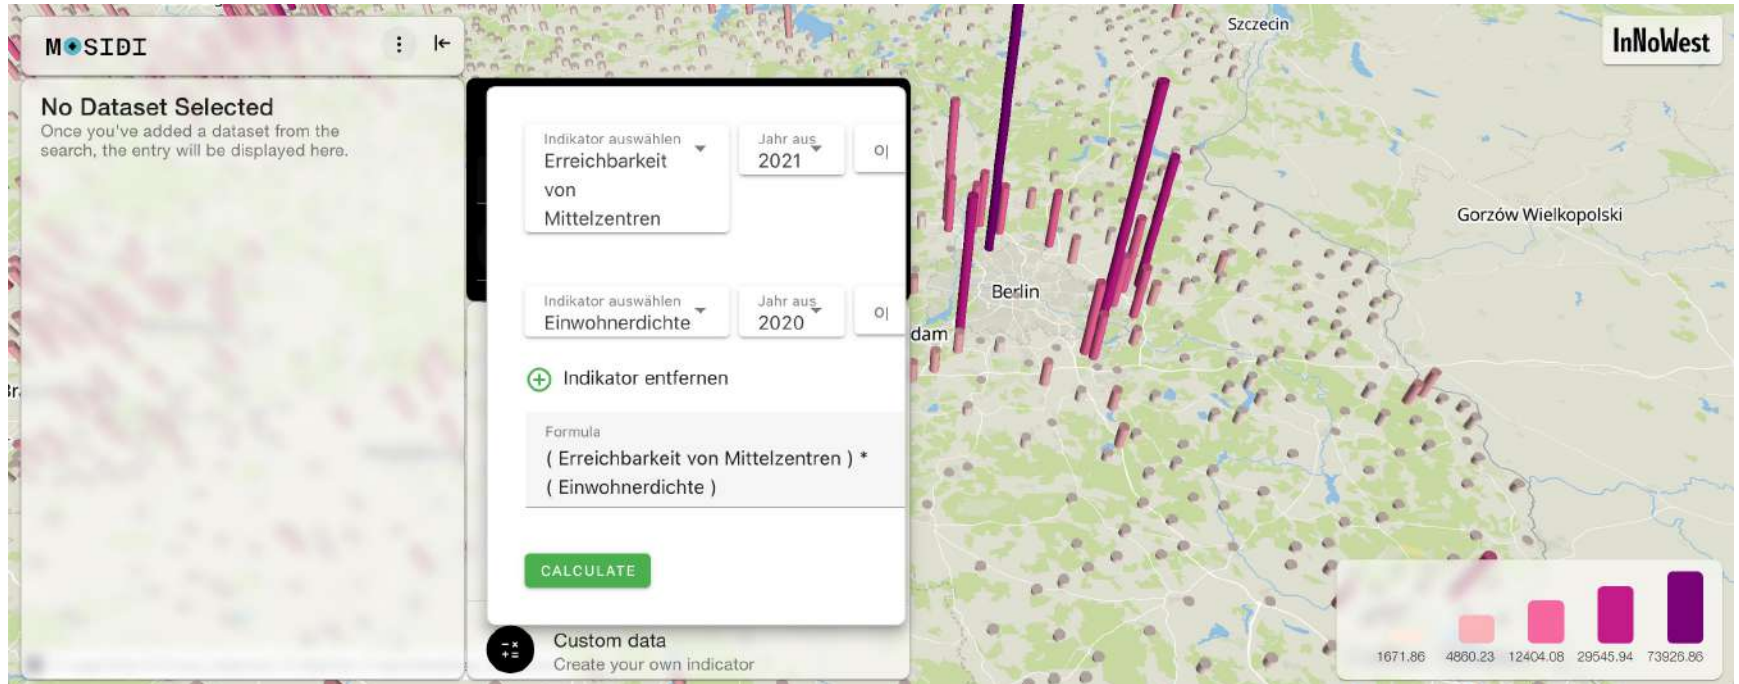 MOSIDI
No Dataset Selected
Once you've added a dataset from the
search, the entry will be displayed here.
Indikator auswählen
Erreichbarkeit
von
Mittelzentren
Jahr aus
2021
Indikator auswählen
Einwohnerdichte
Jahr aus
2020
Indikator entfernen
Formula
( Erreichbarkeit von Mittelzentren ) *
( Einwohnerdichte )
CALCULATE
Custom data
Create your own indicator
Szczecin
InNoWest
Gorzów Wielkopolski
Berlin
dam
1671.86 4860.23 12404.08 29545.94 73926.86